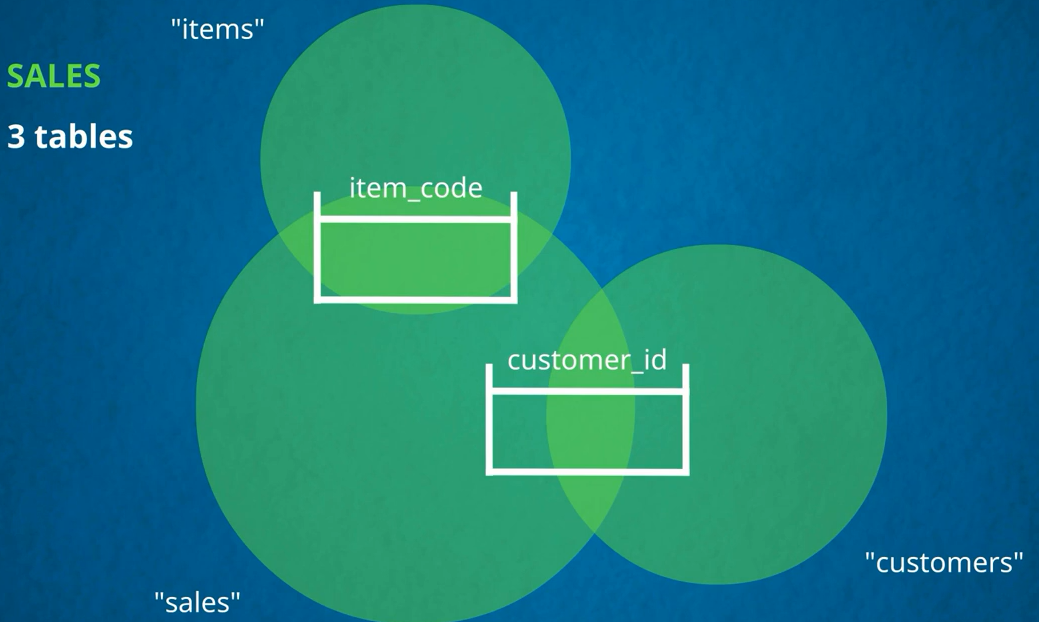 "items"
SALES
3 tables
item_code
customer_id
"customers"
"sales"